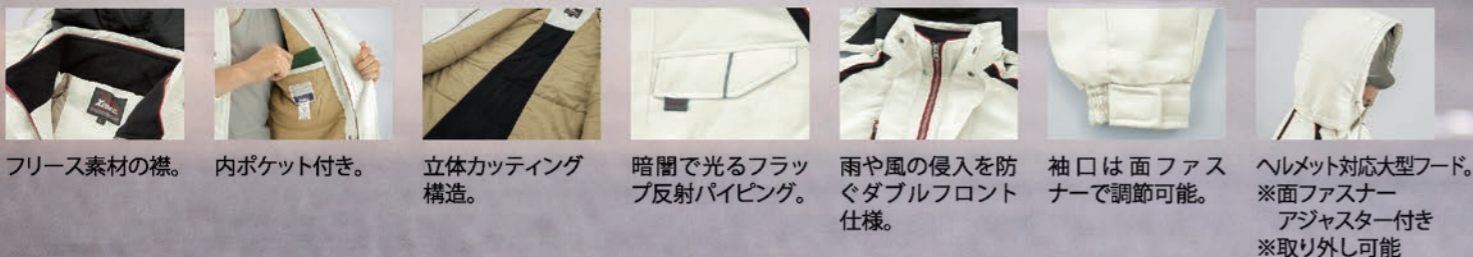 フリース素材の襟。
内ポケット付き。
立体カッティング
構造。
暗闇で光るフラッ
プ反射パイピング。
雨や風の侵入を防
ぐダブルフロント
仕様。
袖口は面ファス
ナーで調節可能。
ヘルメット対応大型フード。
※面ファスナー
アジャスター付き
※取り外し可能